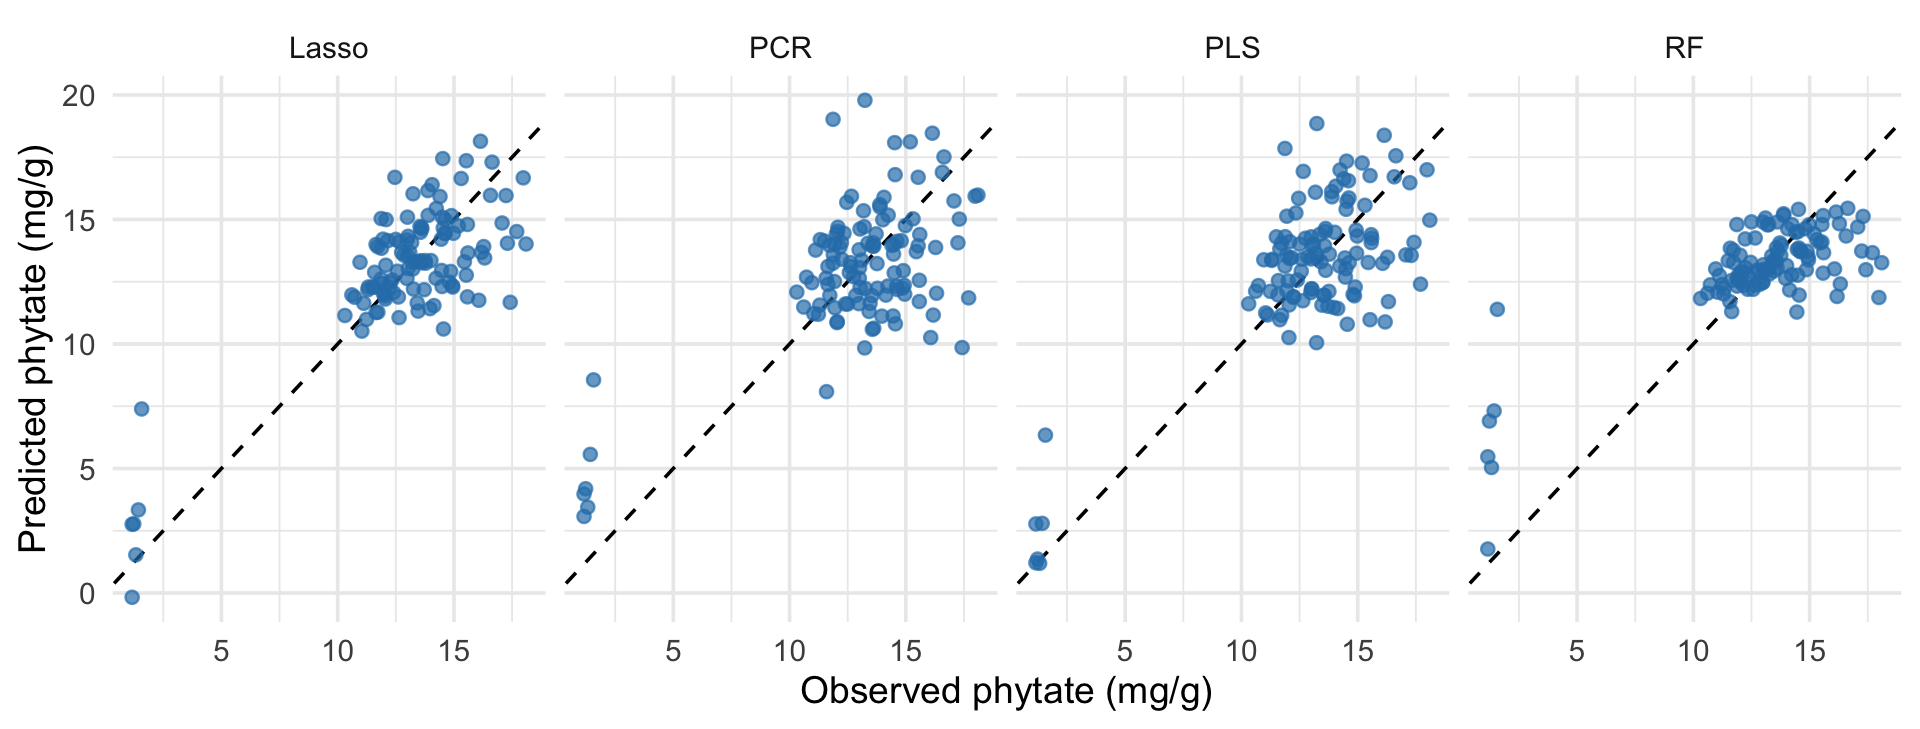 Lasso PCR PLS RF
20
15
10
5
0
5 10 15 5 10 15 5 10 15 5 10 15
Observed phytate (mg/g)
Predicted phytate (mg/g)